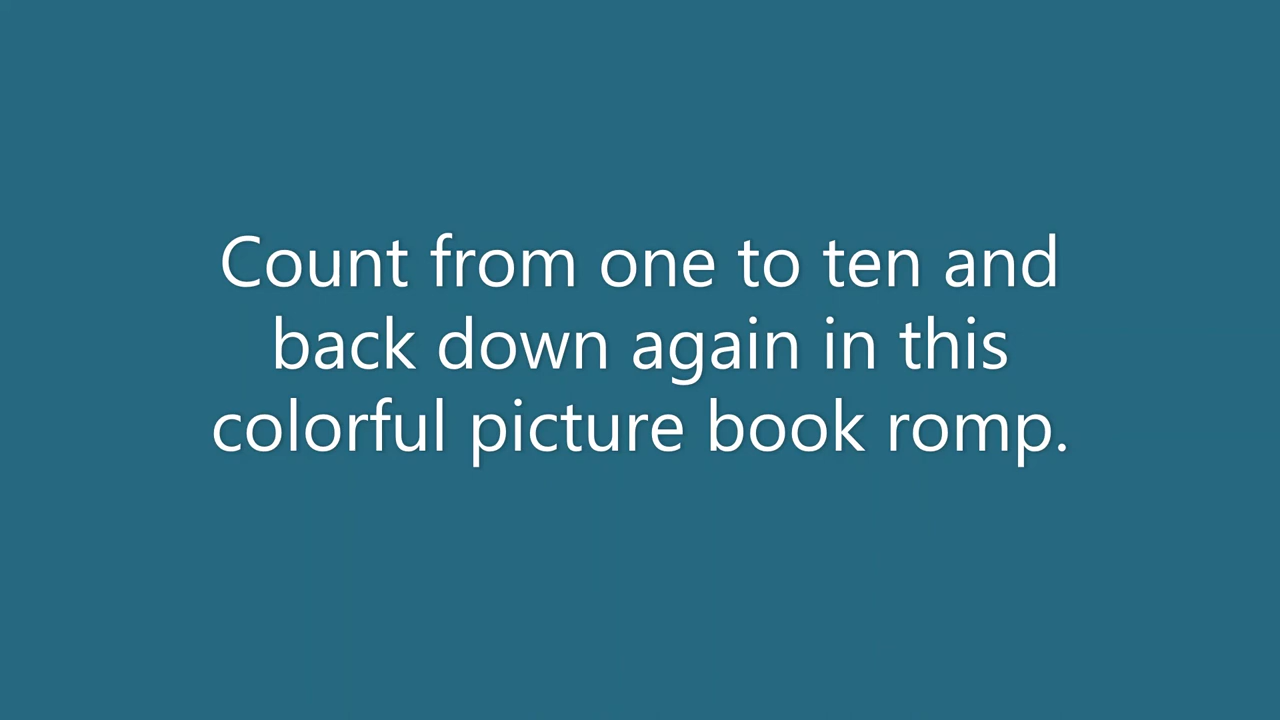 Count from one to ten and
back down again in this
colorful picture book romp.